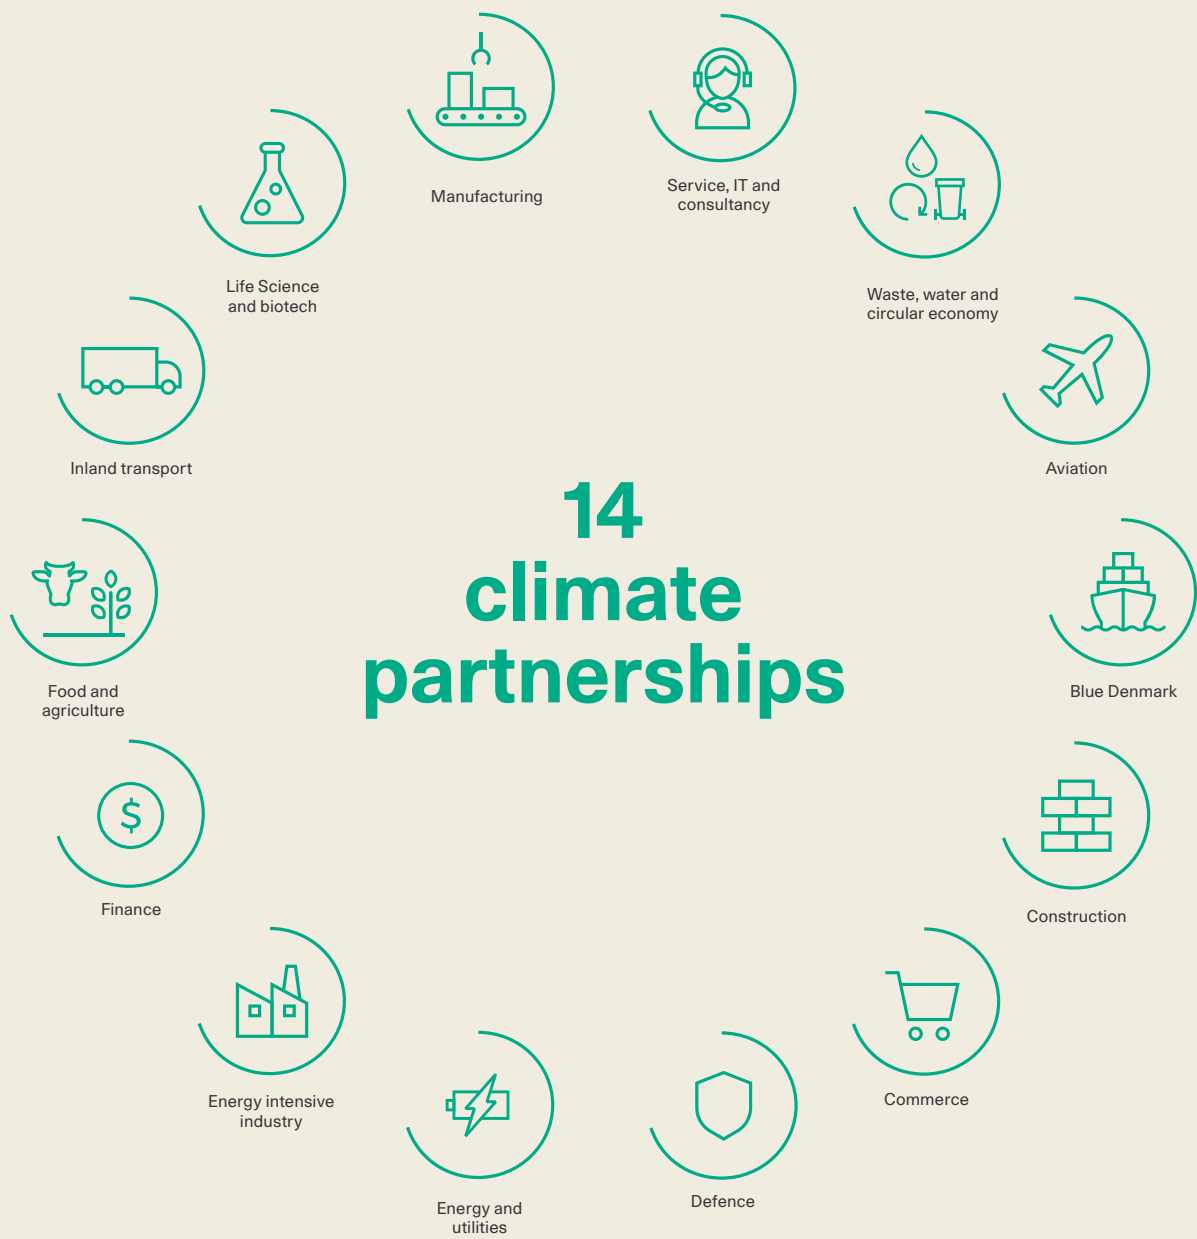 Manufacturing
Service, IT and
consultancy
Life Science
and biotech
Waste, water and
circular economy
Inland transport
Aviation
14
climate
partnerships
Food and
agriculture
Blue Denmark
$
Finance
Construction
Energy intensive
industry
Commerce
Energy and
utilities
Defence